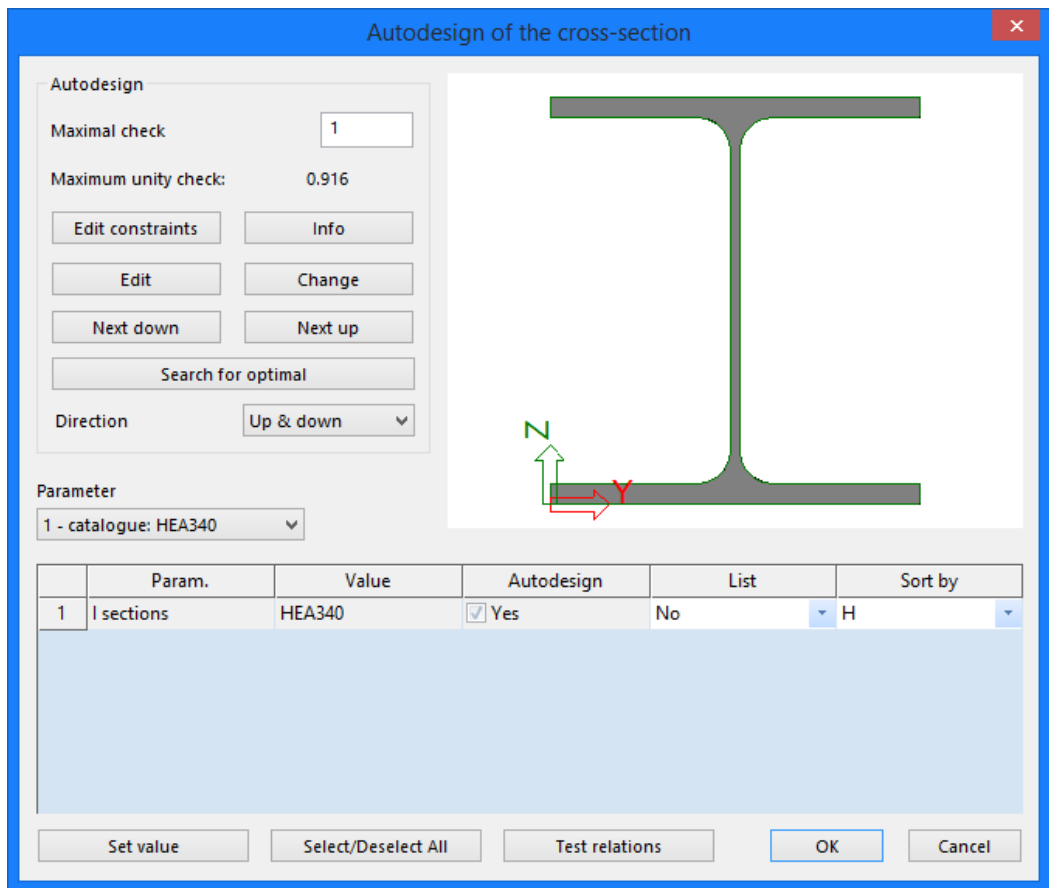 Autodesign of the cross-section
Autodesign
Maximal check 1
Maximum unity check: 0.916
Edit constraints Info
Edit Change
Next down Next up
Search for optimal
Direction Up & down
Z
Y
Parameter
1 - catalogue: HEA340
Param. Value Autodesign List Sort by
1 I sections HEA340 Yes No H
Set value Select/Deselect All Test relations OK Cancel